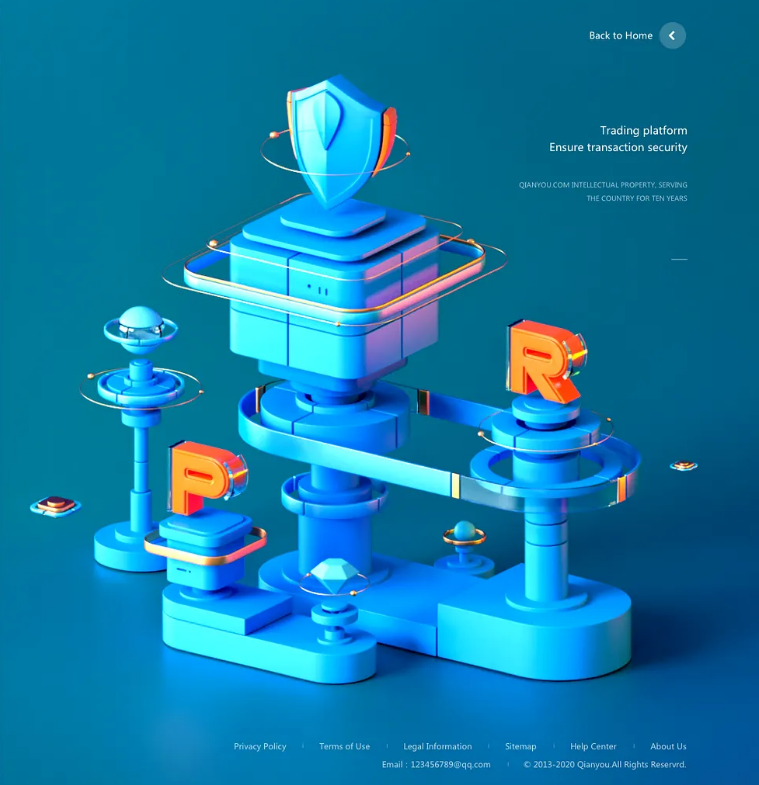 Back to Home
Trading platform
Ensure transaction security
QIANYOU.COM INTELLECTUAL PROPERTY, SERVING
THE COUNTRY FOR TEN YEARS
R
P
Privacy Policy Terms of Use Legal Information Sitemap Help Center About Us
Email : 123456789@qq.com © 2013-2020 Qianyou.All Rights Reservrd.